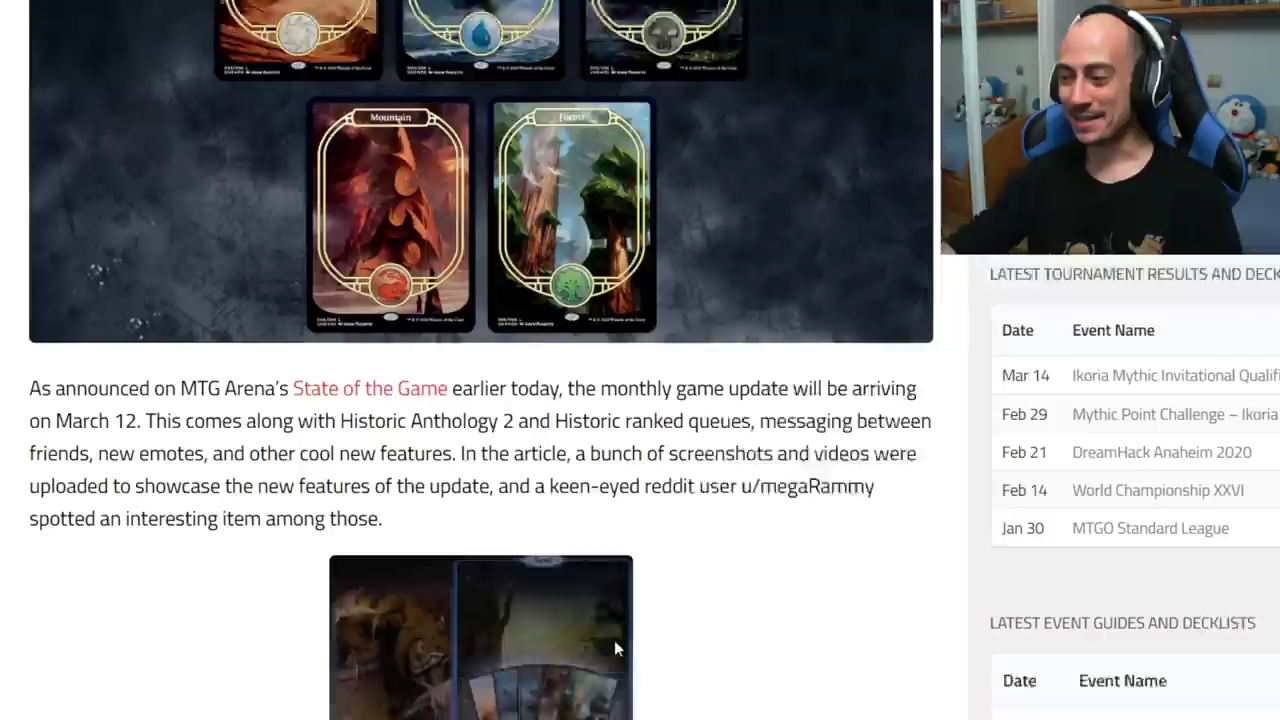 Mountain
Forest
LATEST TOURNAMENT RESULTS AND DECK
Date Event Name
Mar 14 Ikoria Mythic Invitational Qualifi
Feb 29 Mythic Point Challenge – Ikoria
Feb 21 DreamHack Anaheim 2020
Feb 14 World Championship XXVI
Jan 30 MTGO Standard League
As announced on MTG Arena's State of the Game earlier today, the monthly game update will be arriving
on March 12. This comes along with Historic Anthology 2 and Historic ranked queues, messaging between
friends, new emotes, and other cool new features. In the article, a bunch of screenshots and videos were
uploaded to showcase the new features of the update, and a keen-eyed reddit user u/megaRammy
spotted an interesting item among those.
LATEST EVENT GUIDES AND DECKLISTS
Date Event Name